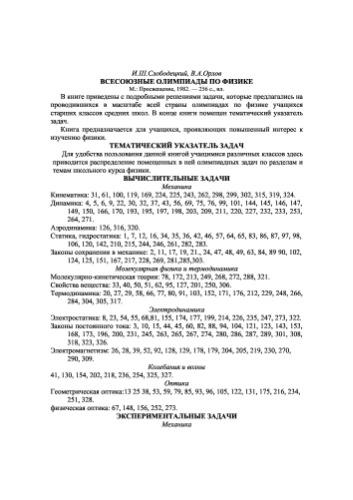 И.Ш.Слободецкий, В.А.Орлов
ВСЕСОЮЗНЫЕ ОЛИМПИАДЫ ПО ФИЗИКЕ
М.: Просвещение, 1982. — 256 с., ил.
В книге приведены с подробными решениями задачи, которые предлагались на
проводившихся в масштабе всей страны олимпиадах по физике учащихся
старших классов средних школ. В конце книги помещен тематический указатель
задач.
Книга предназначается для учащихся, проявляющих повышенный интерес к
изучению физики.
ТЕМАТИЧЕСКИЙ УКАЗАТЕЛЬ ЗАДАЧ
Для удобства пользования данной книгой учащимися различных классов здесь
приводится распределение помещенных в ней олимпиадных задач по разделам и
темам школьного курса физики.
ВЫЧИСЛИТЕЛЬНЫЕ ЗАДАЧИ
Механика
Кинематика: 31, 61, 100, 119, 169, 224, 225, 243, 262, 298, 299, 302, 315, 319, 324.
Динамика: 4, 5, 6, 9, 22, 30, 32, 37, 43, 56, 69, 75, 76, 99, 101, 144, 145, 146, 147,
149, 150, 166, 170, 193, 195, 197, 198, 203, 209, 211, 220, 227, 232, 233, 253,
264, 271.
Аэродинамика: 126, 316, 320.
Статика, гидростатика: 1, 7, 12, 16, 34, 35, 36, 42, 46, 57, 64, 65, 83, 86, 87, 97, 98,
106, 120, 142, 210, 215, 244, 246, 261, 282, 283.
Законы сохранения в механике: 2, 11, 17, 19, 21., 24, 47, 48, 49, 63, 84, 89 90, 102,
124, 125, 151, 167, 217, 228, 269, 281,285,303.
Молекулярная физика и термодинамика
Молекулярно-кинетическая теория: 78, 172, 213, 249, 268, 272, 288, 321.
Свойства вещества: 33, 40, 50, 51, 62, 95, 127, 201, 250, 306.
Термодинамика: 20, 27, 29, 58, 66, 77, 80, 91, 103, 152, 171, 176, 212, 229, 248, 266,
284, 304, 305, 317.
Электродинамика
Электростатика: 8, 23, 54, 55, 68,81, 155, 174, 177, 199, 214, 226, 235, 247, 273, 322.
Законы постоянного тока: 3, 10, 15, 44, 45, 60, 82, 88, 94, 104, 121, 123, 143, 153,
168, 173, 196, 200, 231, 245, 263, 265, 267, 274, 280, 286, 287, 289, 301, 308,
318, 323, 326.
Электромагнетизм: 26, 28, 39, 52, 92, 128, 129, 178, 179, 204, 205, 219, 230, 270,
290, 309.
Колебания и волны
41, 130, 154, 202, 218, 236, 254, 325, 327.
Оптика
Геометрическая оптика:13 25 38, 53, 59, 79, 85, 93, 96, 105, 122, 131, 175, 216, 234,
251, 328.
физическая оптика: 67, 148, 156, 252, 273.
ЭКСПЕРИМЕНТАЛЬНЫЕ ЗАДАЧИ
Механика